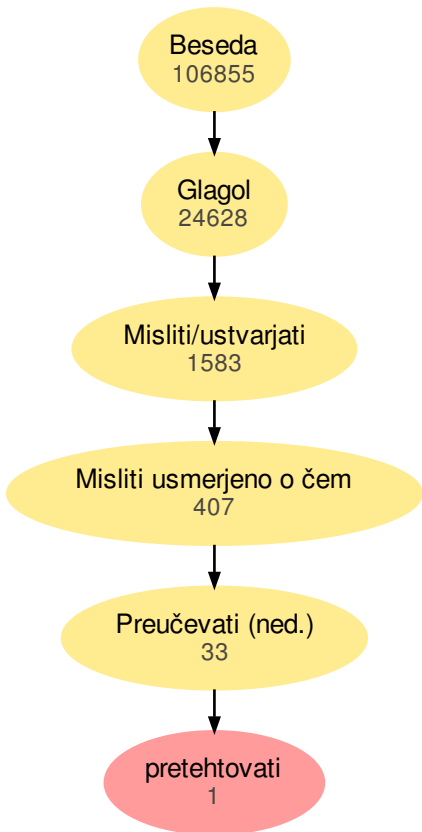 Beseda
106855
Glagol
24628
Misliti/ustvarjati
1583
Misliti usmerjeno o čem
407
Preučevati (ned.)
33
pretehtovati
1